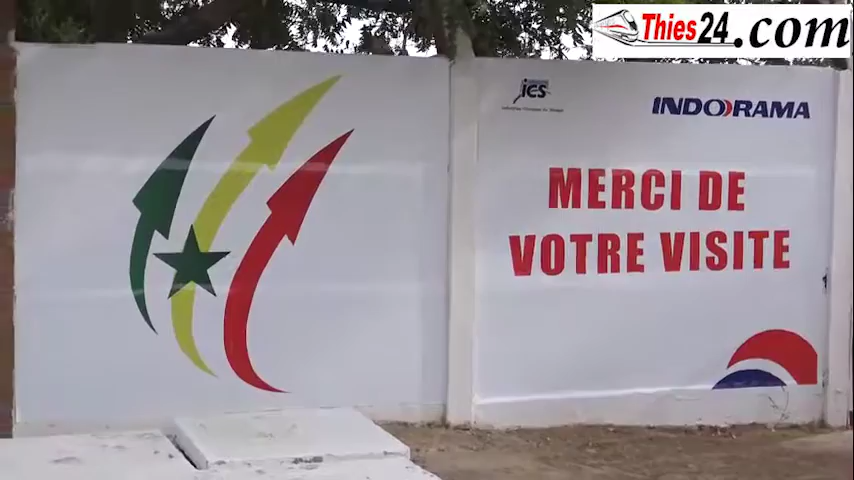 Thies24.com
ics
INDORAMA
MERCI DE
VOTRE VISITE